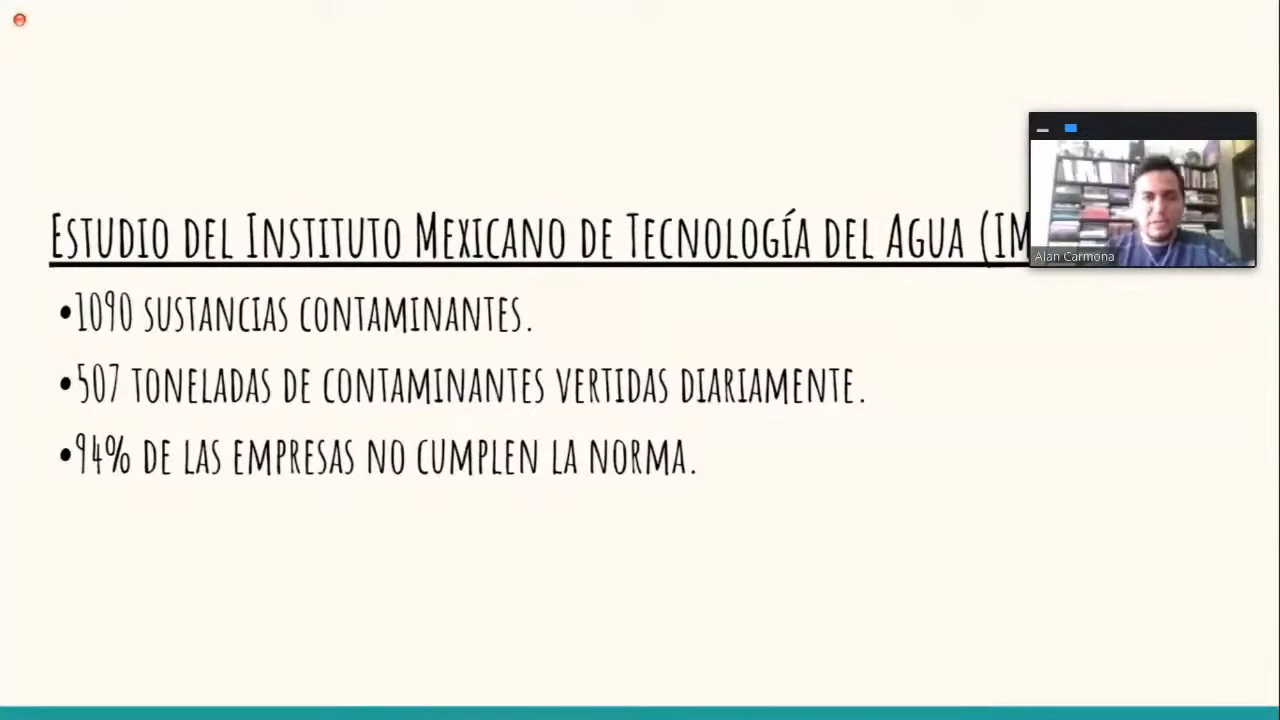 Estudio del Instituto Mexicano de Tecnología del Agua (IM
•1090 sustancias contaminantes.
•507 toneladas de contaminantes vertidas diariamente.
•94% de las empresas no cumplen la norma.
Alan Carmona